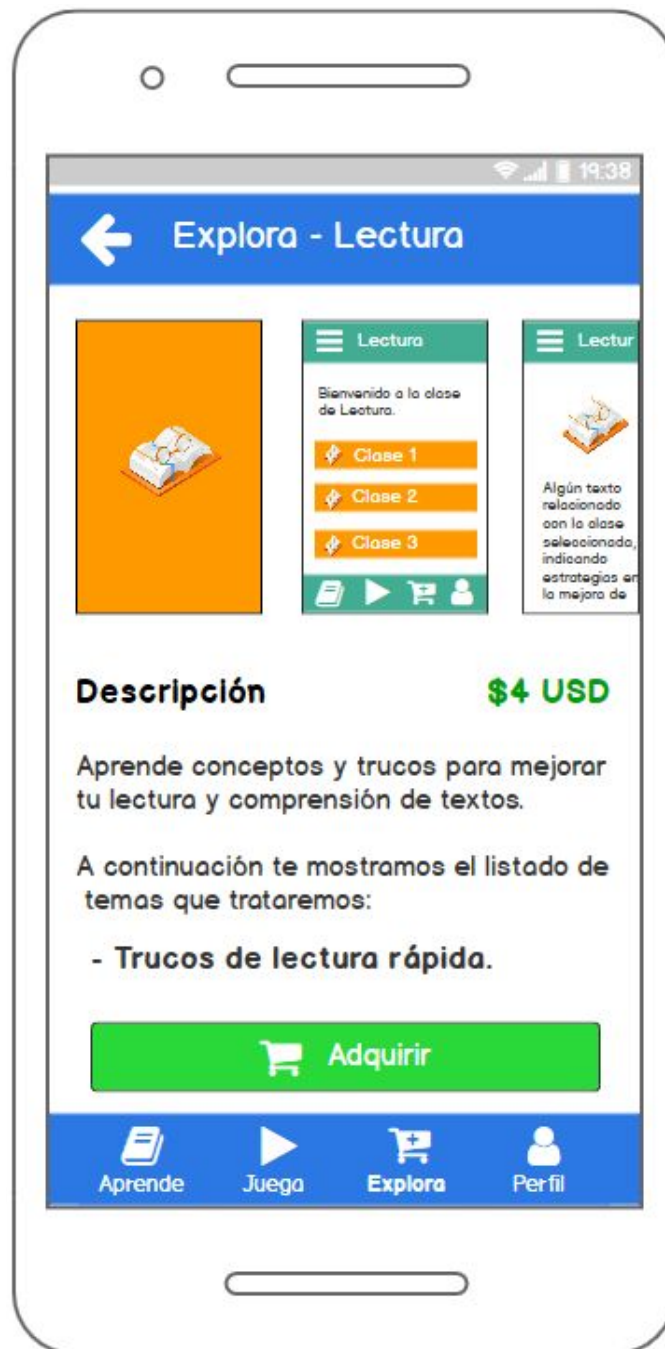 19:38
Explora - Lectura
Lectura
Bienvenido a la clase
de Lectura.
Clase 1
Clase 2
Clase 3
Lectur
Algún texto
relacionado
con la clase
seleccionada,
indicando
estrategias en
la mejora de
Descripción
$4 USD
Aprende conceptos y trucos para mejorar
tu lectura y comprensión de textos.
A continuación te mostramos el listado de
temas que trataremos:
- Trucos de lectura rápida.
Adquirir
Aprende Juega Explora Perfil